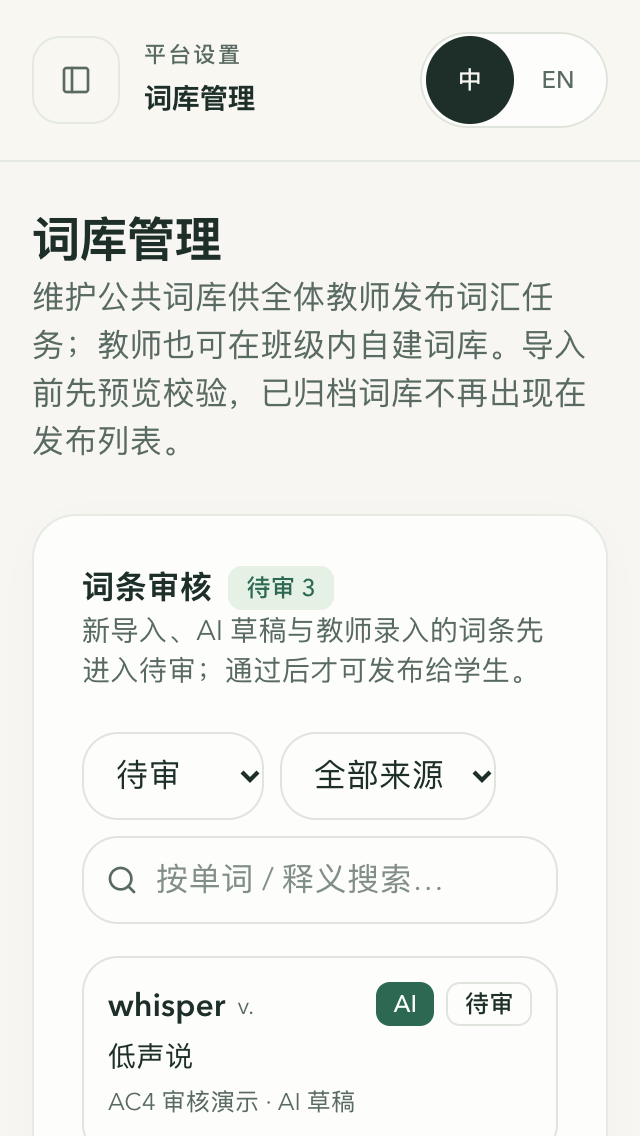 平台设置
词库管理
中
EN
词库管理
维护公共词库供全体教师发布词汇任
务；教师也可在班级内自建词库。导入
前先预览校验，已归档词库不再出现在
发布列表。
词条审核 待审 3
新导入、AI 草稿与教师录入的词条先
进入待审；通过后才可发布给学生。
待审 全部来源
按单词 / 释义搜索…
whisper v. AI 待审
低声说
AC4 审核演示 · AI 草稿